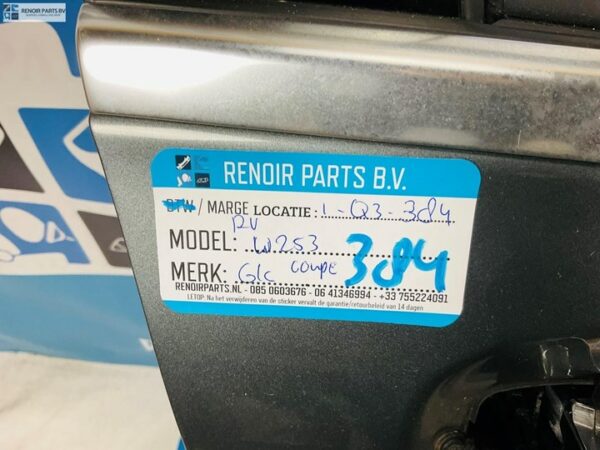 RENOIR PARTS BV
RENOIR PARTS B.V.
BTW / MARGE LOCATIE : 1-Q3-384
RV
MODEL: W253
384
MERK: Glc coupe
RENOIRPARTS.NL - 085 0603676 - 06 41346994 - +33 755224091
LETOP: Na het verwijderen van de sticker vervalt de garantie/retourbeleid van 14 dagen